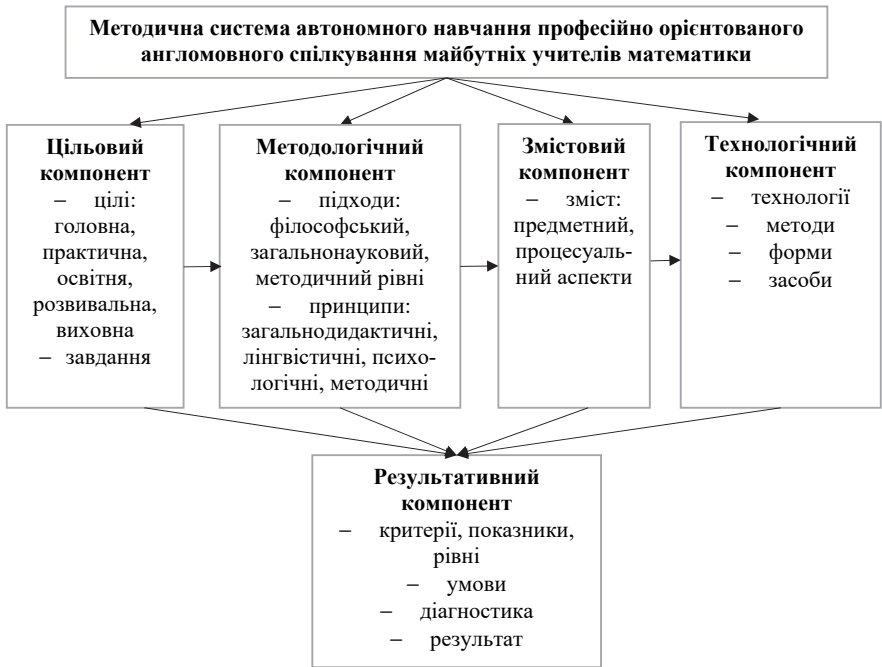 Методична система автономного навчання професійно орієнтованого
англомовного спілкування майбутніх учителів математики
Цільовий
компонент
– цілі:
головна,
практична,
освітня,
розвивальна,
виховна
– завдання
Методологічний
компонент
– підходи:
філософський,
загальнонауковий,
методичний рівні
– принципи:
загальнодидактичні,
лінгвістичні, психо-
логічні, методичні
Змістовий
компонент
– зміст:
предметний,
процесуаль-
ний аспекти
Технологічний
компонент
– технології
– методи
– форми
– засоби
Результативний
компонент
– критерії, показники,
рівні
– умови
– діагностика
– результат